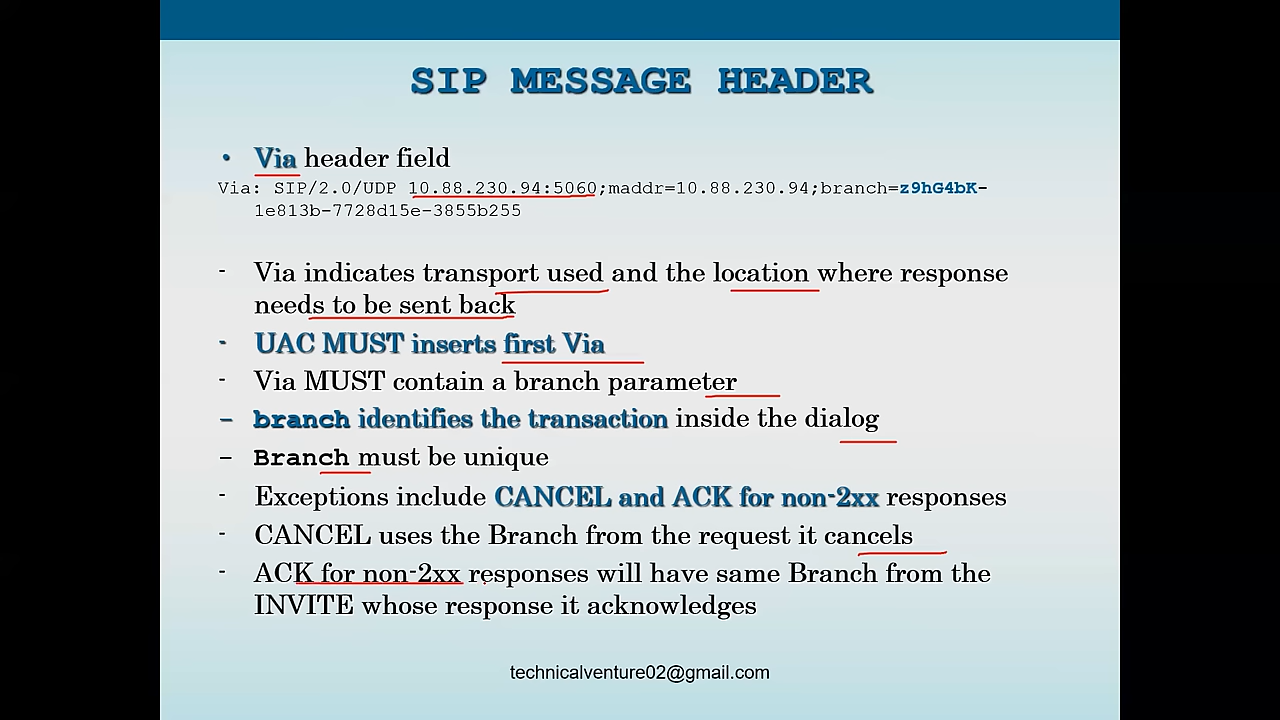 SIP MESSAGE HEADER
• Via header field
Via: SIP/2.0/UDP 10.88.230.94:5060;maddr=10.88.230.94;branch=z9hG4bK-
1e813b-7728d15e-3855b255
- Via indicates transport used and the location where response
needs to be sent back
- UAC MUST inserts first Via
- Via MUST contain a branch parameter
– branch identifies the transaction inside the dialog
– Branch must be unique
- Exceptions include CANCEL and ACK for non-2xx responses
- CANCEL uses the Branch from the request it cancels
- ACK for non-2xx responses will have same Branch from the
INVITE whose response it acknowledges
technicalventure02@gmail.com